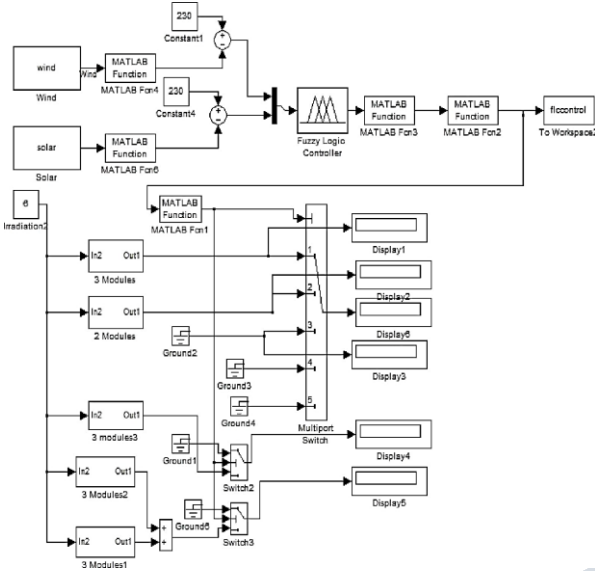 230
Constant1
wind
Wind
Wind
MATLAB
Function
MATLAB Fcn4
230
Constant4
solar
Solar
MATLAB
Function
MATLAB Fcn6
Fuzzy Logic
Controller
MATLAB
Function
MATLAB Fcn3
MATLAB
Function
MATLAB Fcn2
flccontrol
To Workspace2
6
Irradiation2
MATLAB
Function
MATLAB Fcn1
In2 Out1
3 Modules
In2 Out1
2 Modules
Ground2
Ground3
Ground4
1
2
3
4
5
Multiport
Switch
Display1
Display2
Display6
Display3
In2 Out1
3 modules3
Ground1
Switch2
Display4
In2 Out1
3 Modules2
Ground6
Switch3
Display5
In2 Out1
3 Modules1